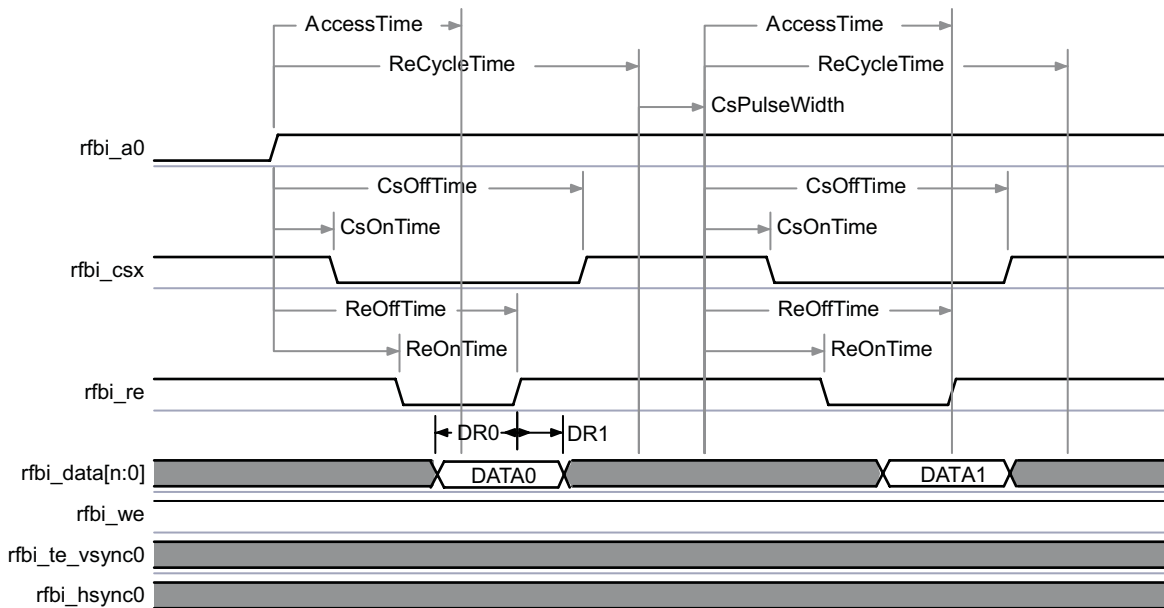 AccessTime AccessTime
ReCycleTime ReCycleTime
CsPulseWidth
rfbi_a0
CsOffTime CsOffTime
CsOnTime CsOnTime
rfbi_csx
ReOffTime ReOffTime
ReOnTime ReOnTime
rfbi_re
DR0 DR1
rfbi_data[n:0] DATA0 DATA1
rfbi_we
rfbi_te_vsync0
rfbi_hsync0